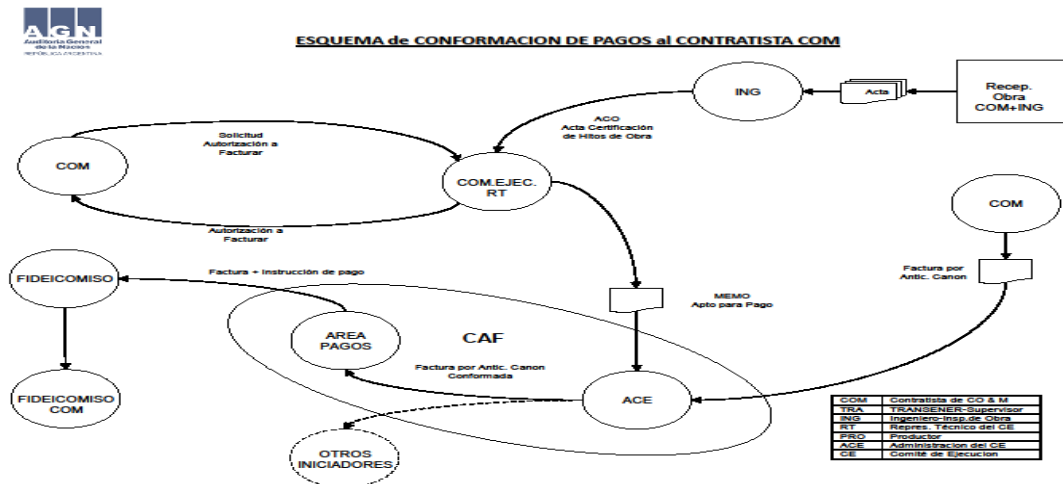 AGN
Auditoría General
de la Nación
REPÚBLICA ARGENTINA
ESQUEMA de CONFORMACION DE PAGOS al CONTRATISTA COM
ING
Acta
Recep.
Obra
COM+ING
ACO
Acta Certificación
de Hitos de Obra
Solicitud
Autorización a
Facturar
COM
COM.EJEC.
RT
COM
Autorización a
Facturar
Factura por
Antic. Canon
Factura + Instrucción de pago
FIDEICOMISO
MEMO
Apto para Pago
AREA
PAGOS
CAF
Factura por Antic. Canon
Conformada
FIDEICOMISO
COM
ACE
OTROS
INICIADORES
COM Contratista de CO & M
TRA TRANSENER-Supervisor
ING Ingeniero-Insp.de Obra
RT Repres. Técnico del CE
PRO Productor
ACE Administracion del CE
CE Comité de Ejecucion